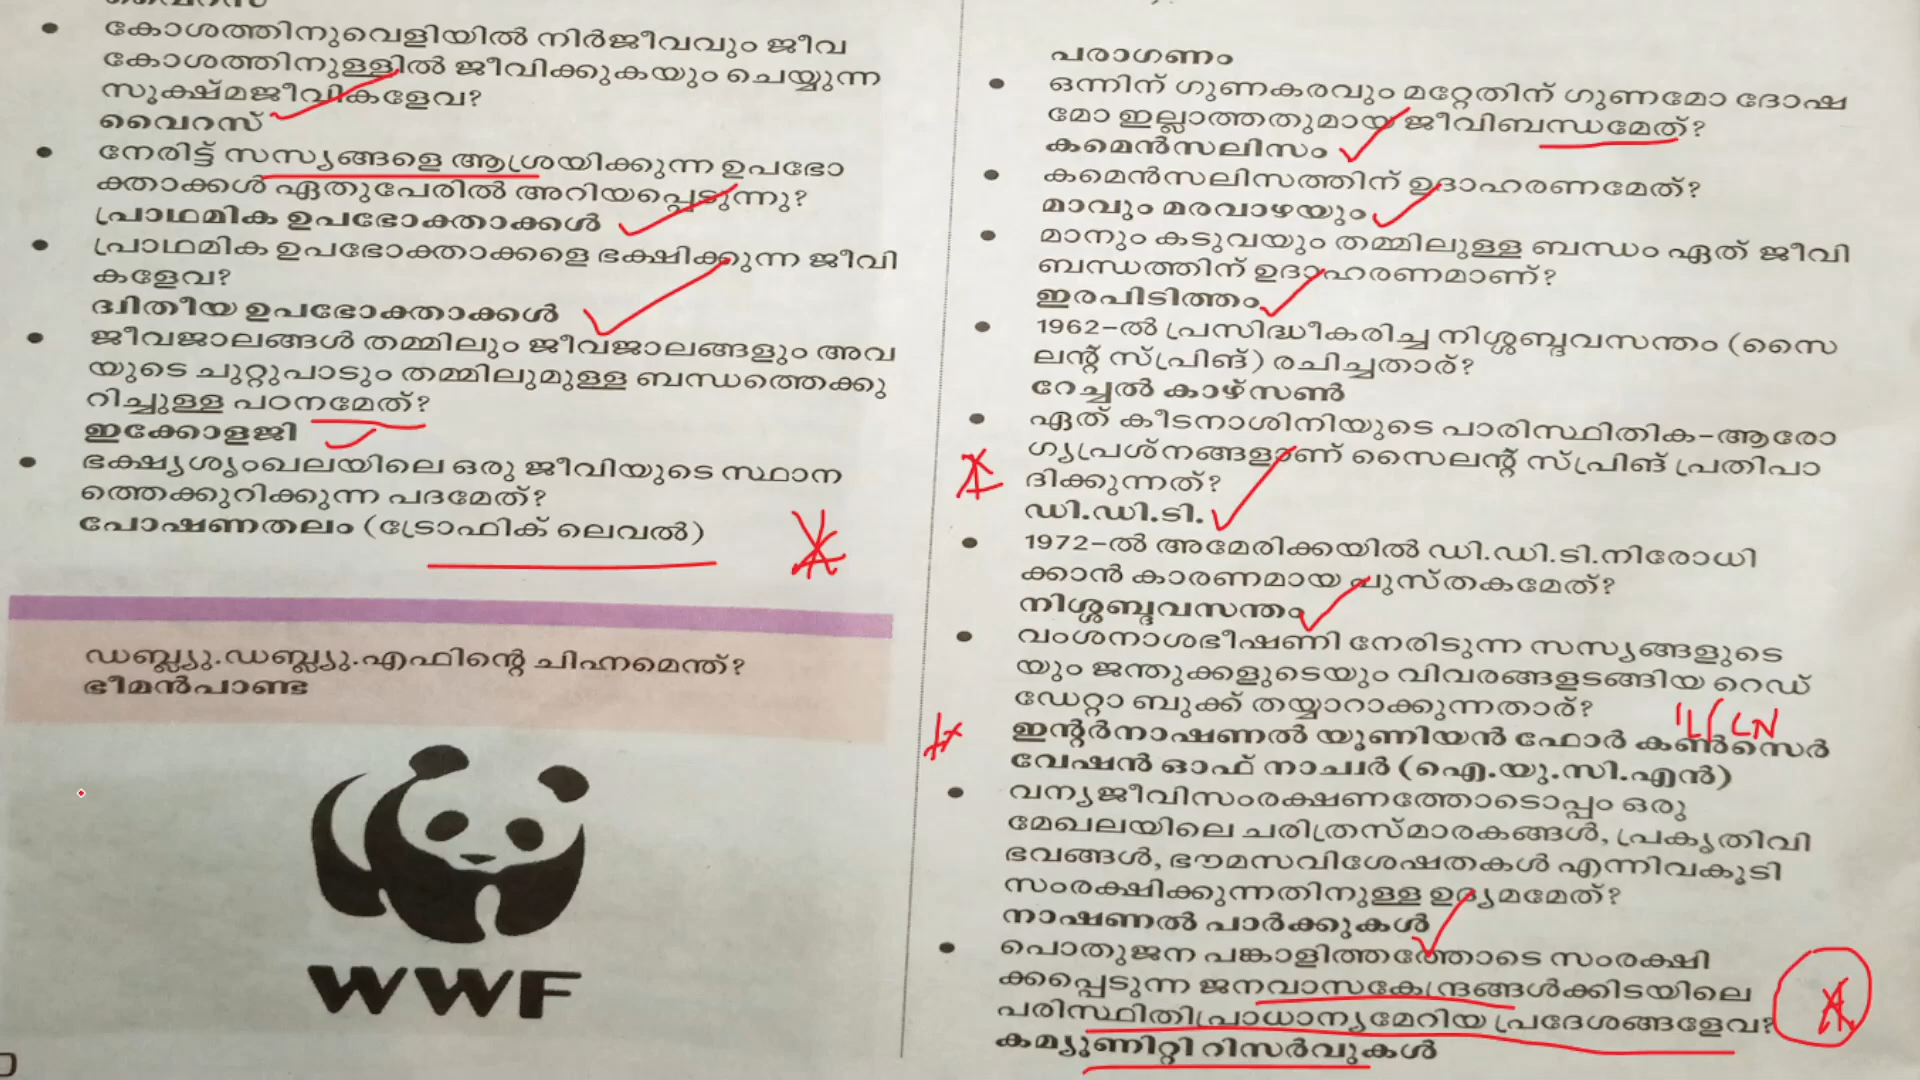 കോശത്തിനുവെളിയിൽ നിർജീവവും ജീവ
കോശത്തിനുള്ളിൽ ജീവിക്കുകയും ചെയ്യുന്ന
സൂക്ഷ്മജീവികളേവ?
വൈറസ്
നേരിട്ട് സസ്യങ്ങളെ ആശ്രയിക്കുന്ന ഉപഭോ
ക്താക്കൾ ഏതുപേരിൽ അറിയപ്പെടുന്നു?
പ്രാഥമിക ഉപഭോക്താക്കൾ
പ്രാഥമിക ഉപഭോക്താക്കളെ ഭക്ഷിക്കുന്ന ജീവി
കളേവ?
ദ്വിതീയ ഉപഭോക്താക്കൾ
ജീവജാലങ്ങൾ തമ്മിലും ജീവജാലങ്ങളും അവ
യുടെ ചുറ്റുപാടും തമ്മിലുമുള്ള ബന്ധത്തെക്കു
റിച്ചുള്ള പഠനമേത്?
ഇക്കോളജി
ഭക്ഷ്യശൃംഖലയിലെ ഒരു ജീവിയുടെ സ്ഥാന
ത്തെക്കുറിക്കുന്ന പദമേത്?
പോഷണതലം (ട്രോഫിക് ലെവൽ)
ഡബ്ല്യു.ഡബ്ല്യു.എഫിന്റെ ചിഹ്നമെന്ത്?
ഭീമൻപാണ്ട
WWF
പരാഗണം
ഒന്നിന് ഗുണകരവും മറ്റേതിന് ഗുണമോ ദോഷ
മോ ഇല്ലാത്തതുമായ ജീവിബന്ധമേത്?
കമെൻസലിസം
കമെൻസലിസത്തിന് ഉദാഹരണമേത്?
മാവും മരവാഴയും
മാനും കടുവയും തമ്മിലുള്ള ബന്ധം ഏത് ജീവി
ബന്ധത്തിന് ഉദാഹരണമാണ്?
ഇരപിടിത്തം
1962-ൽ പ്രസിദ്ധീകരിച്ച നിശ്ശബ്ദവസന്തം (സൈ
ലന്റ് സ്പ്രിങ്) രചിച്ചതാര്?
റേച്ചൽ കാഴ്സൺ
ഏത് കീടനാശിനിയുടെ പാരിസ്ഥിതിക-ആരോ
ഗ്യപ്രശ്നങ്ങളാണ് സൈലന്റ് സ്പ്രിങ് പ്രതിപാ
ദിക്കുന്നത്?
ഡി.ഡി.ടി.
1972-ൽ അമേരിക്കയിൽ ഡി.ഡി.ടി.നിരോധി
ക്കാൻ കാരണമായ പുസ്തകമേത്?
നിശ്ശബ്ദവസന്തം
വംശനാശഭീഷണി നേരിടുന്ന സസ്യങ്ങളുടെ
യും ജന്തുക്കളുടെയും വിവരങ്ങളടങ്ങിയ റെഡ്
ഡേറ്റാ ബുക്ക് തയ്യാറാക്കുന്നതാര്?
ഇന്റർനാഷണൽ യൂണിയൻ ഫോർ കൺസെർ
വേഷൻ ഓഫ് നാച്വർ (ഐ.യു.സി.എൻ)
വന്യജീവിസംരക്ഷണത്തോടൊപ്പം ഒരു
മേഖലയിലെ ചരിത്രസ്മാരകങ്ങൾ, പ്രകൃതിവി
ഭവങ്ങൾ, ഭൗമസവിശേഷതകൾ എന്നിവകൂടി
സംരക്ഷിക്കുന്നതിനുള്ള ഉദ്യമമേത്?
നാഷണൽ പാർക്കുകൾ
പൊതുജന പങ്കാളിത്തത്തോടെ സംരക്ഷി
ക്കപ്പെടുന്ന ജനവാസകേന്ദ്രങ്ങൾക്കിടയിലെ
പരിസ്ഥിതിപ്രാധാന്യമേറിയ പ്രദേശങ്ങളേവ?
കമ്യൂണിറ്റി റിസർവുകൾ